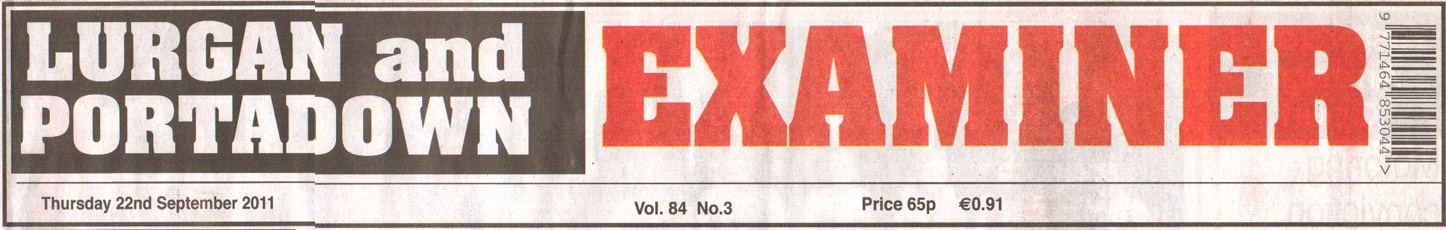 LURGAN and
PORTADOWN
EXAMINER
9 771464 853044 >
Thursday 22nd September 2011
Vol. 84 No.3
Price 65p €0.91